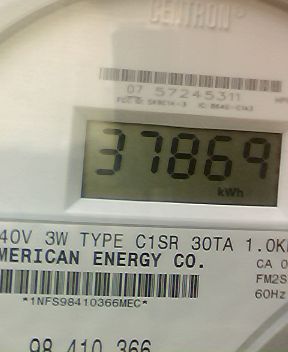 CENTRON®
07 57245311
37869
kWh
40V 3W TYPE C1SR 30TA 1.0K
MERICAN ENERGY CO.
CA 0
FM2S
60Hz
*1NFS98410366MEC*
98 410 366